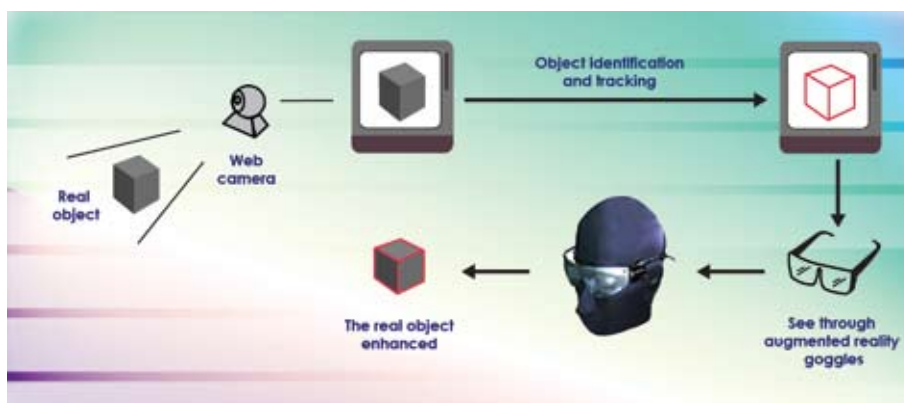 Object identification
and tracking
Web
camera
Real
object
The real object
enhanced
See through
augmented reality
goggles